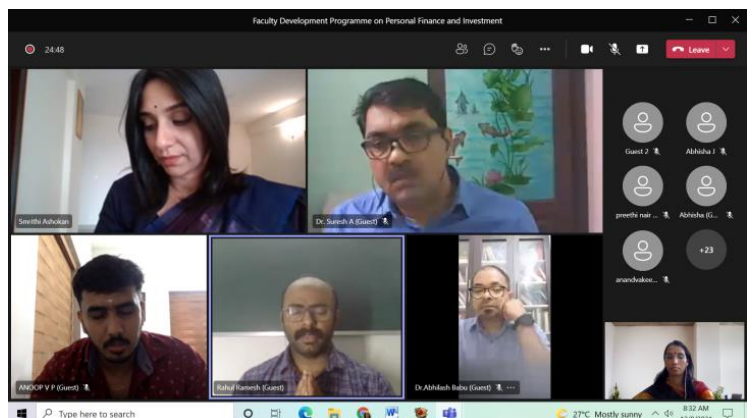 Faculty Development Programme on Personal Finance and Investment
24:48
Leave
Smrithi Ashokan
Dr. Suresh A (Guest)
Guest 2
Abhisha J
preethi nair ...
Abhisha (G...
anandvakee...
+23
ANOOP V P (Guest)
Rahul Ramesh (Guest)
Dr.Abhilash Babu (Guest)
Type here to search
27°C Mostly sunny
8:32 AM